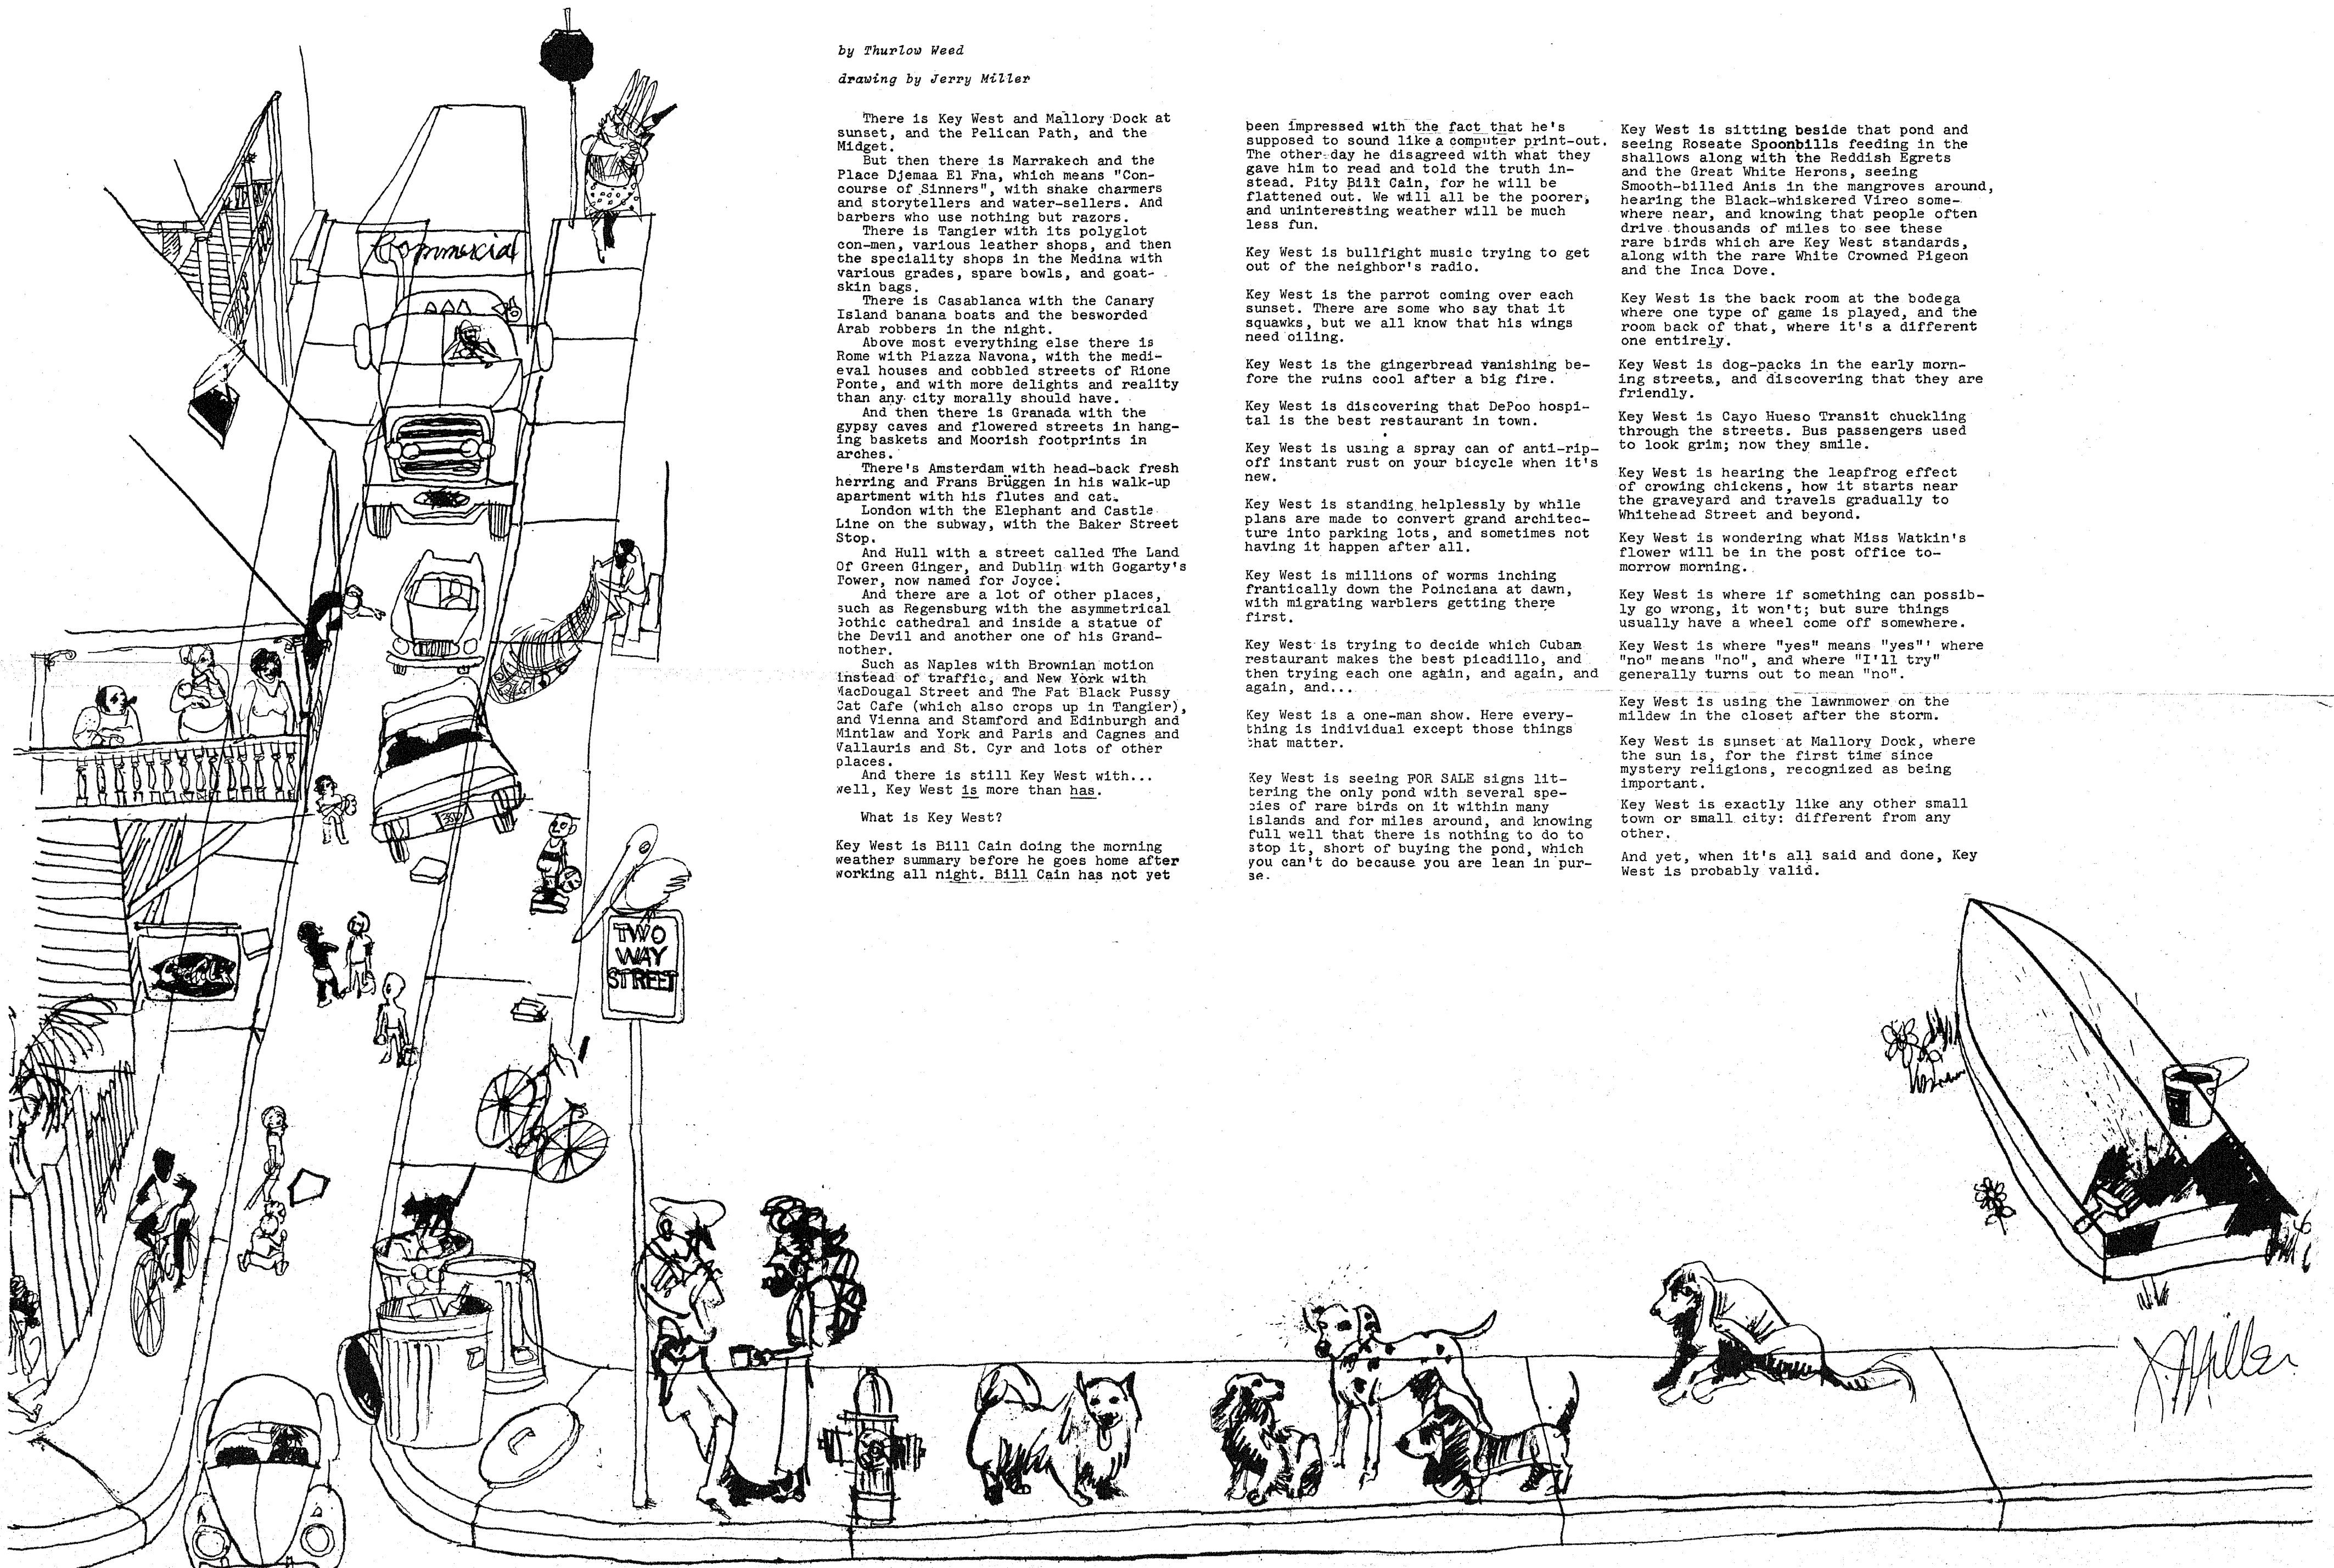 by Thurlow Weed
drawing by Jerry Miller
There is Key West and Mallory Dock at
sunset, and the Pelican Path, and the
Midget.
But then there is Marrakech and the
Place Djemaa El Fna, which means "Con-
course of Sinners", with snake charmers
and storytellers and water-sellers. And
barbers who use nothing but razors.
There is Tangier with its polyglot
con-men, various leather shops, and then
the speciality shops in the Medina with
various grades, spare bowls, and goat-
skin bags.
There is Casablanca with the Canary
Island banana boats and the besworded
Arab robbers in the night.
Above most everything else there is
Rome with Piazza Navona, with the medi-
eval houses and cobbled streets of Rione
Ponte, and with more delights and reality
than any city morally should have.
And then there is Granada with the
gypsy caves and flowered streets in hang-
ing baskets and Moorish footprints in
arches.
There's Amsterdam with head-back fresh
herring and Frans Brüggen in his walk-up
apartment with his flutes and cat.
London with the Elephant and Castle
Line on the subway, with the Baker Street
Stop.
And Hull with a street called The Land
Of Green Ginger, and Dublin with Gogarty's
Tower, now named for Joyce.
And there are a lot of other places,
such as Regensburg with the asymmetrical
Gothic cathedral and inside a statue of
the Devil and another one of his Grand-
mother.
Such as Naples with Brownian motion
instead of traffic, and New York with
MacDougal Street and The Fat Black Pussy
Cat Cafe (which also crops up in Tangier),
and Vienna and Stamford and Edinburgh and
Mintlaw and York and Paris and Cagnes and
Vallauris and St. Cyr and lots of other
places.
And there is still Key West with...
well, Key West is more than has.
What is Key West?
Key West is Bill Cain doing the morning
weather summary before he goes home after
working all night. Bill Cain has not yet
been impressed with the fact that he's
supposed to sound like a computer print-out.
The other day he disagreed with what they
gave him to read and told the truth in-
stead. Pity Bill Cain, for he will be
flattened out. We will all be the poorer,
and uninteresting weather will be much
less fun.
Key West is bullfight music trying to get
out of the neighbor's radio.
Key West is the parrot coming over each
sunset. There are some who say that it
squawks, but we all know that his wings
need oiling.
Key West is the gingerbread vanishing be-
fore the ruins cool after a big fire.
Key West is discovering that DePoo hospi-
tal is the best restaurant in town.
Key West is using a spray can of anti-rip-
off instant rust on your bicycle when it's
new.
Key West is standing helplessly by while
plans are made to convert grand architec-
ture into parking lots, and sometimes not
having it happen after all.
Key West is millions of worms inching
frantically down the Poinciana at dawn,
with migrating warblers getting there
first.
Key West is trying to decide which Cuban
restaurant makes the best picadillo, and
then trying each one again, and again, and
again, and...
Key West is a one-man show. Here every-
thing is individual except those things
that matter.
Key West is seeing FOR SALE signs lit-
tering the only pond with several spe-
cies of rare birds on it within many
islands and for miles around, and knowing
full well that there is nothing to do to
stop it, short of buying the pond, which
you can't do because you are lean in pur-
se.
Key West is sitting beside that pond and
seeing Roseate Spoonbills feeding in the
shallows along with the Reddish Egrets
and the Great White Herons, seeing
Smooth-billed Anis in the mangroves around,
hearing the Black-whiskered Vireo some-
where near, and knowing that people often
drive thousands of miles to see these
rare birds which are Key West standards,
along with the rare White Crowned Pigeon
and the Inca Dove.
Key West is the back room at the bodega
where one type of game is played, and the
room back of that, where it's a different
one entirely.
Key West is dog-packs in the early morn-
ing streets, and discovering that they are
friendly.
Key West is Cayo Hueso Transit chuckling
through the streets. Bus passengers used
to look grim; now they smile.
Key West is hearing the leapfrog effect
of crowing chickens, how it starts near
the graveyard and travels gradually to
Whitehead Street and beyond.
Key West is wondering what Miss Watkin's
flower will be in the post office to-
morrow morning.
Key West is where if something can possib-
ly go wrong, it won't; but sure things
usually have a wheel come off somewhere.
Key West is where "yes" means "yes"' where
"no" means "no", and where "I'll try"
generally turns out to mean "no".
Key West is using the lawnmower on the
mildew in the closet after the storm.
Key West is sunset at Mallory Dock, where
the sun is, for the first time since
mystery religions, recognized as being
important.
Key West is exactly like any other small
town or small city: different from any
other.
And yet, when it's all said and done, Key
West is probably valid.
Commercial
TWO
WAY
STREET
J. Miller